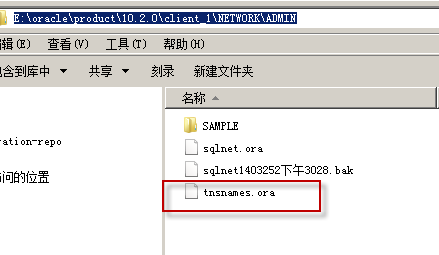 E:\oracle\product\10.2.0\client_1\NETWORK\ADMIN
编辑(E) 查看(V) 工具(T) 帮助(H)
包含到库中 共享 刻录 新建文件夹
名称
SAMPLE
ration-repo
sqlnet.ora
sqlnet1403252下午3028.bak
问的位置
tnsnames.ora